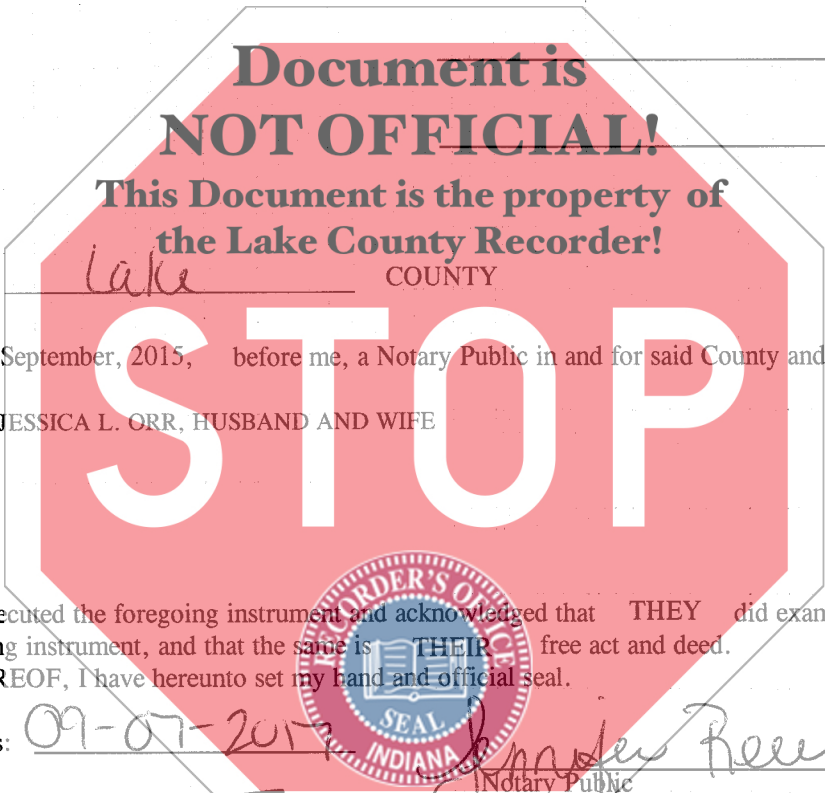 Document is
NOT OFFICIAL!
This Document is the property of
the Lake County Recorder!
Lake COUNTY
STOP
September, 2015, before me, a Notary Public in and for said County and
JESSICA L. ORR, HUSBAND AND WIFE
ecuted the foregoing instrument and acknowledged that THEY did exam
ng instrument, and that the same is THEIR free act and deed.
REOF, I have hereunto set my hand and official seal.
RECORDER'S OFFICE
SEAL
INDIANA
s: 09-07-2017
Jennifer
Notary Public